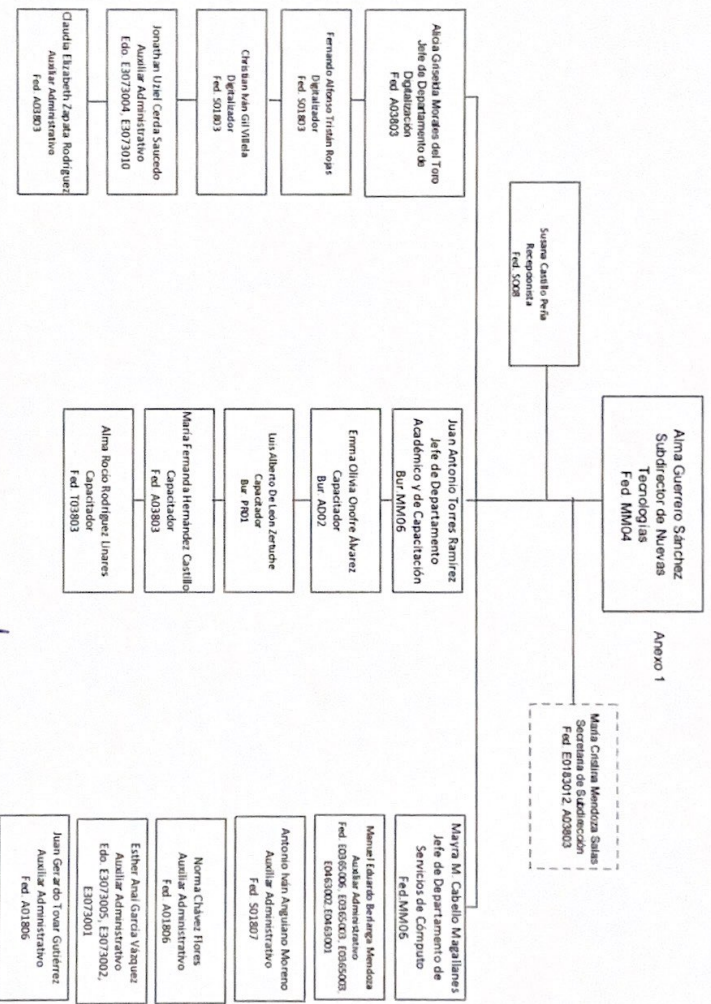 Anexo 1
Alma Guerrero Sánchez
Subdirector de Nuevas
Tecnologías
Fed MM04
María Cristina Mendoza Salas
Secretaria de Subdirección
Fed. E0183012, A03803
Susana Castillo Peña
Recepcionista
Fed. S008
Alicia Griselda Morales del Toro
Jefe de Departamento de
Digitalización
Fed A03803
Fernando Alfonso Tristán Rojas
Digitalizador
Fed. S01803
Christian Iván Gil Villela
Digitalizador
Fed. S01803
Jonathan Uziel Cerda Saucedo
Auxiliar Administrativo
Edo E3073004, E3073010
Claudia Elizabeth Zapata Rodríguez
Auxiliar Administrativo
Fed. A03803
Juan Antonio Torres Ramírez
Jefe de Departamento
Académico y de Capacitación
Bur MM06
Emma Olivia Onofre Álvarez
Capacitador
Bur. AD02
Luis Alberto De León Zertuche
Capacitador
Bur. PR01
María Fernanda Hernández Castillo
Capacitador
Fed. A03803
Alma Rocío Rodríguez Linares
Capacitador
Fed. T03803
Mayra M. Cabello Magallanes
Jefe de Departamento de
Servicios de Cómputo
Fed.MM06
Manuel Eduardo Berlanga Mendoza
Auxiliar Administrativo
Fed. E0365006, E0365003, E0365003,
E0463002, E0463001
Antonio Iván Anguiano Moreno
Auxiliar Administrativo
Fed. S01807
Norma Chávez Flores
Auxiliar Administrativo
Fed. A01806
Esther Anaí García Vázquez
Auxiliar Administrativo
Edo. E3073005, E3073002,
E3073001
Juan Gerardo Tovar Gutiérrez
Auxiliar Administrativo
Fed. A01806